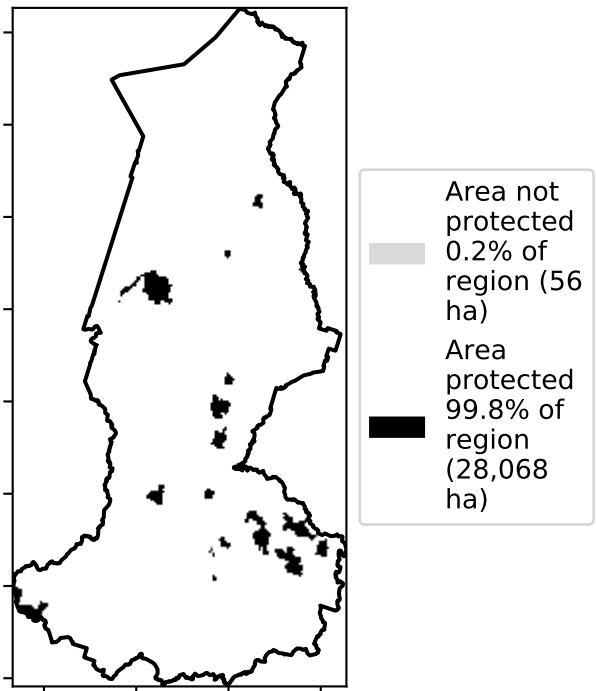 Area not
protected
0.2% of
region (56
ha)
Area
protected
99.8% of
region
(28,068
ha)